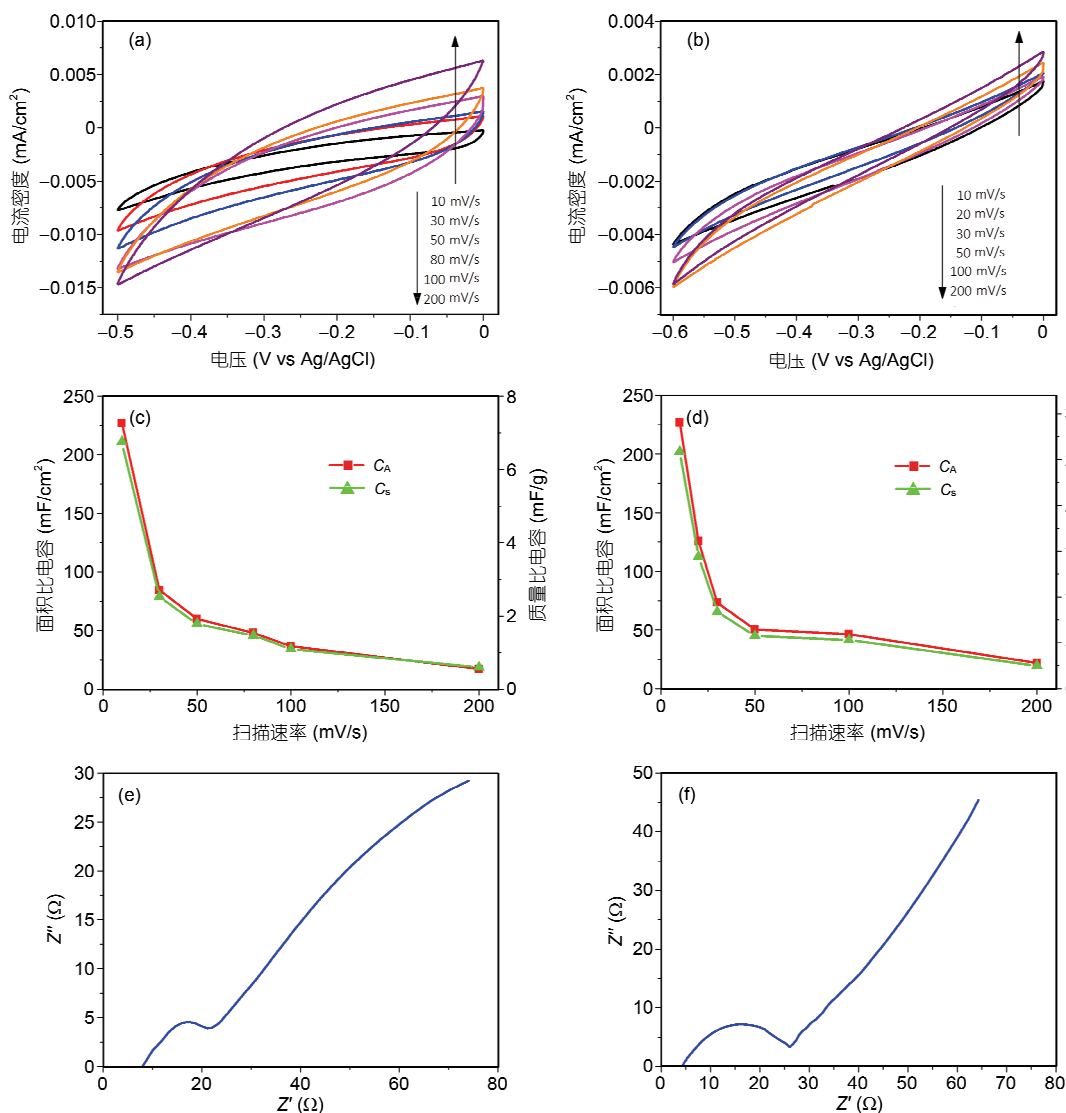 (a)
0.010
0.005
0
−0.005
−0.010
−0.015
电流密度 (mA/cm²)
10 mV/s
30 mV/s
50 mV/s
80 mV/s
100 mV/s
200 mV/s
−0.5 −0.4 −0.3 −0.2 −0.1 0
电压 (V vs Ag/AgCl)
(b)
0.004
0.002
0
−0.002
−0.004
−0.006
电流密度 (mA/cm²)
10 mV/s
20 mV/s
30 mV/s
50 mV/s
100 mV/s
200 mV/s
−0.6 −0.5 −0.4 −0.3 −0.2 −0.1 0
电压 (V vs Ag/AgCl)
(c)
250
200
150
100
50
0
面积比电容 (mF/cm²)
CA
Cs
8
6
4
2
0
质量比电容 (mF/g)
0 50 100 150 200
扫描速率 (mV/s)
(d)
250
200
150
100
50
0
面积比电容 (mF/cm²)
CA
Cs
0 50 100 150 200
扫描速率 (mV/s)
(e)
30
25
20
15
10
5
0
Z″ (Ω)
0 20 40 60 80
Z′ (Ω)
(f)
50
40
30
20
10
0
Z″ (Ω)
0 10 20 30 40 50 60 70 80
Z′ (Ω)